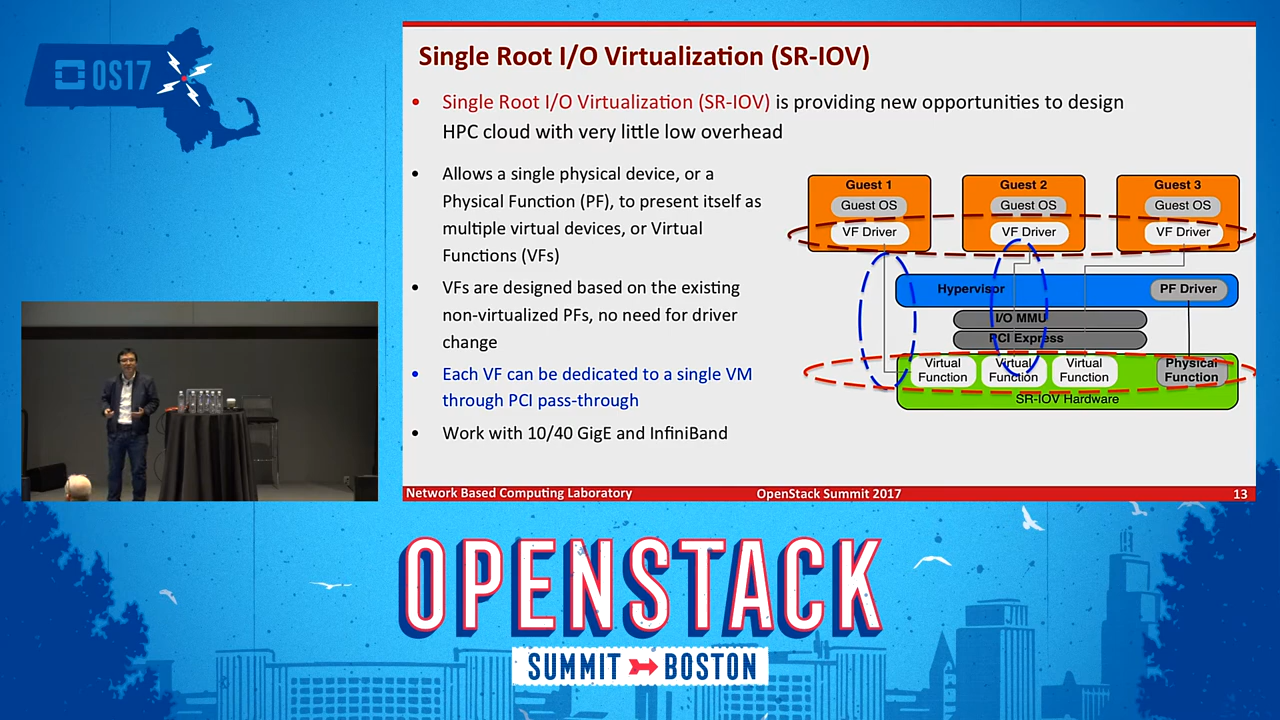 OS17
Single Root I/O Virtualization (SR-IOV)
• Single Root I/O Virtualization (SR-IOV) is providing new opportunities to design
HPC cloud with very little low overhead
• Allows a single physical device, or a
Physical Function (PF), to present itself as
multiple virtual devices, or Virtual
Functions (VFs)
• VFs are designed based on the existing
non-virtualized PFs, no need for driver
change
• Each VF can be dedicated to a single VM
through PCI pass-through
• Work with 10/40 GigE and InfiniBand
Guest 1
Guest OS
VF Driver
Guest 2
Guest OS
VF Driver
Guest 3
Guest OS
VF Driver
Hypervisor
PF Driver
I/O MMU
PCI Express
Virtual
Function
Virtual
Function
Virtual
Function
Physical
Function
SR-IOV Hardware
Network Based Computing Laboratory
OpenStack Summit 2017
13
OPENSTACK
SUMMIT BOSTON